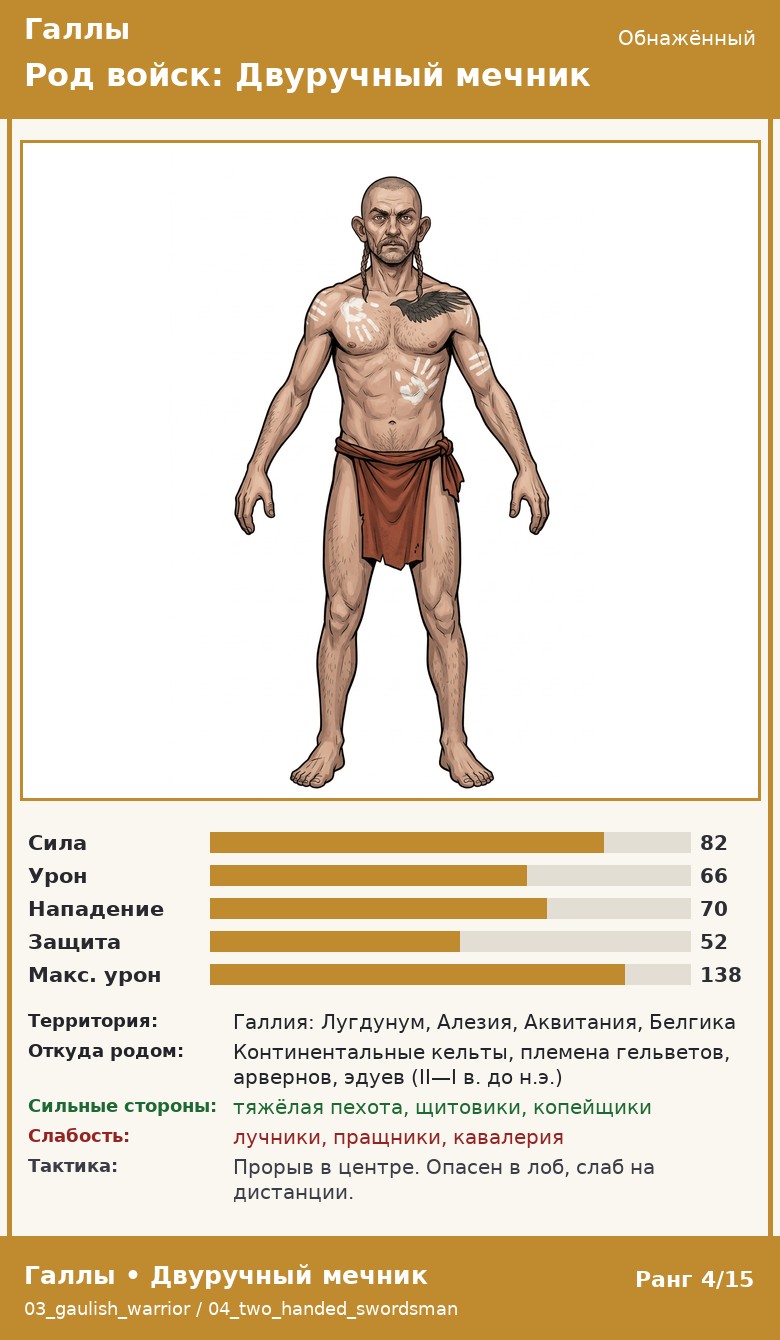 Галлы
Обнажённый
Род войск: Двуручный мечник
Сила 82
Урон 66
Нападение 70
Защита 52
Макс. урон 138
Территория: Галлия: Лугдунум, Алезия, Аквитания, Белгика
Откуда родом: Континентальные кельты, племена гельветов,
арвернов, эдуев (II—I в. до н.э.)
Сильные стороны: тяжёлая пехота, щитовики, копейщики
Слабость: лучники, пращники, кавалерия
Тактика: Прорыв в центре. Опасен в лоб, слаб на
дистанции.
Галлы • Двуручный мечник
Ранг 4/15
03_gaulish_warrior / 04_two_handed_swordsman